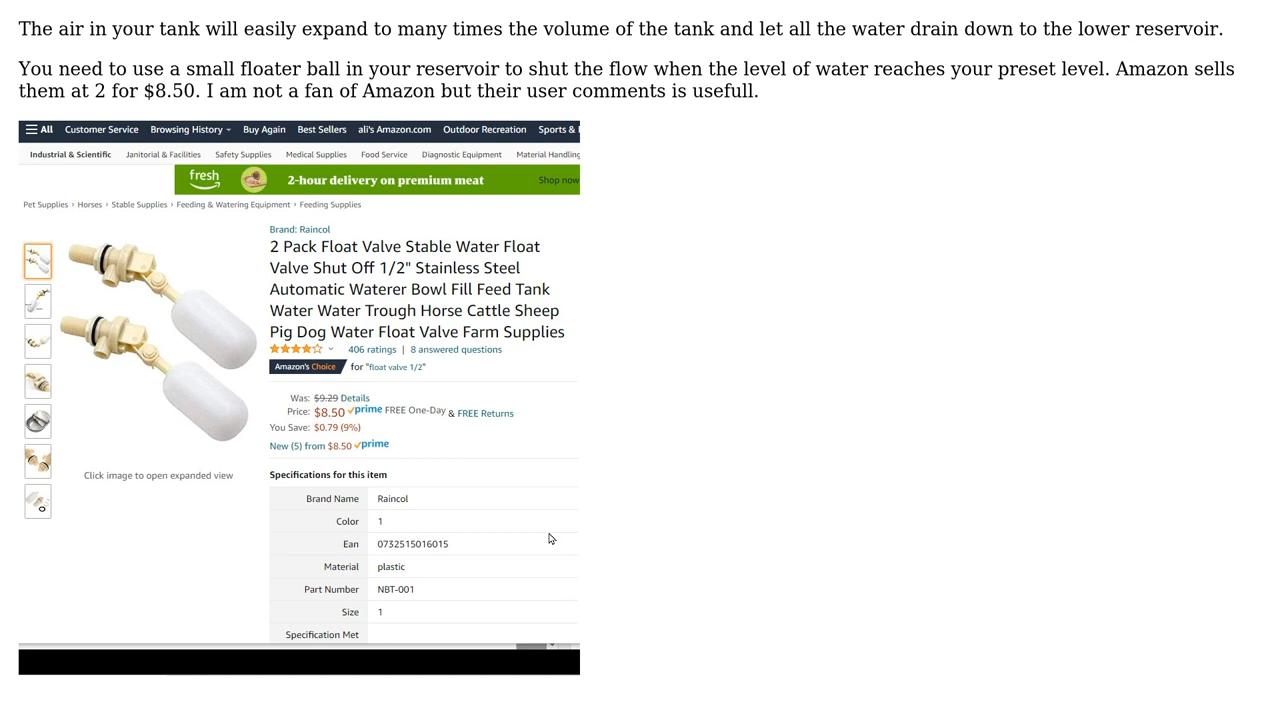 The air in your tank will easily expand to many times the volume of the tank and let all the water drain down to the lower reservoir.
You need to use a small floater ball in your reservoir to shut the flow when the level of water reaches your preset level. Amazon sells
them at 2 for $8.50. I am not a fan of Amazon but their user comments is usefull.
All Customer Service Browsing History Buy Again Best Sellers ali's Amazon.com Outdoor Recreation Sports &
Industrial & Scientific Janitorial & Facilities Safety Supplies Medical Supplies Food Service Diagnostic Equipment Material Handling
fresh 2-hour delivery on premium meat Shop now
Pet Supplies › Horses › Stable Supplies › Feeding & Watering Equipment › Feeding Supplies
Brand: Raincol
2 Pack Float Valve Stable Water Float
Valve Shut Off 1/2" Stainless Steel
Automatic Waterer Bowl Fill Feed Tank
Water Water Trough Horse Cattle Sheep
Pig Dog Water Float Valve Farm Supplies
406 ratings | 8 answered questions
Amazon's Choice for "float valve 1/2"
Was: $9.29 Details
Price: $8.50 prime FREE One-Day & FREE Returns
You Save: $0.79 (9%)
New (5) from $8.50 prime
Click image to open expanded view
Specifications for this item
Brand Name Raincol
Color 1
Ean 0732515016015
Material plastic
Part Number NBT-001
Size 1
Specification Met